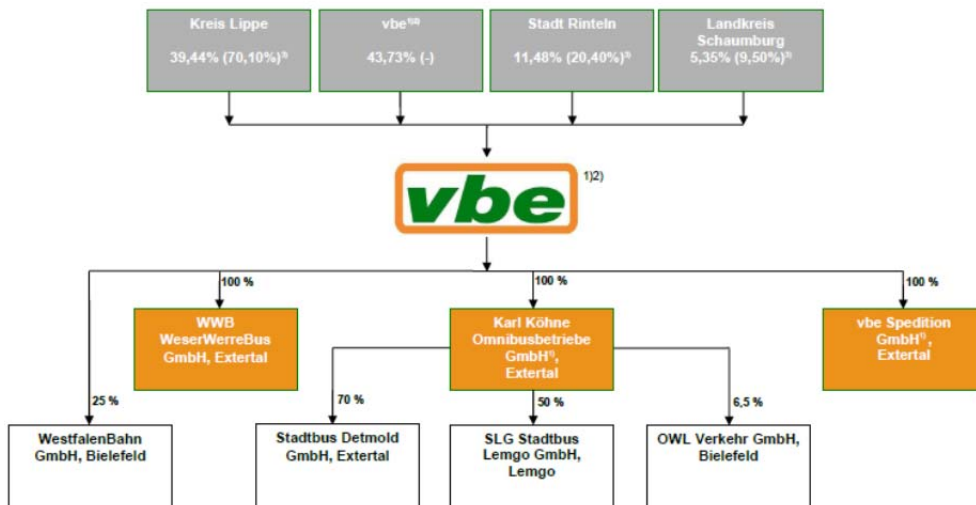 Kreis Lippe
39,44% (70,10%)³⁾
vbe¹⁾²⁾
43,73% (-)
Stadt Rinteln
11,48% (20,40%)³⁾
Landkreis
Schaumburg
5,35% (9,50%)³⁾
vbe
1)2)
100 %
100 %
100 %
WWB
WeserWerreBus
GmbH, Extertal
Karl Köhne
Omnibusbetriebe
GmbH¹⁾,
Extertal
vbe Spedition
GmbH¹⁾ ,
Extertal
25 %
70 %
50 %
6,5 %
WestfalenBahn
GmbH, Bielefeld
Stadtbus Detmold
GmbH, Extertal
SLG Stadtbus
Lemgo GmbH,
Lemgo
OWL Verkehr GmbH,
Bielefeld